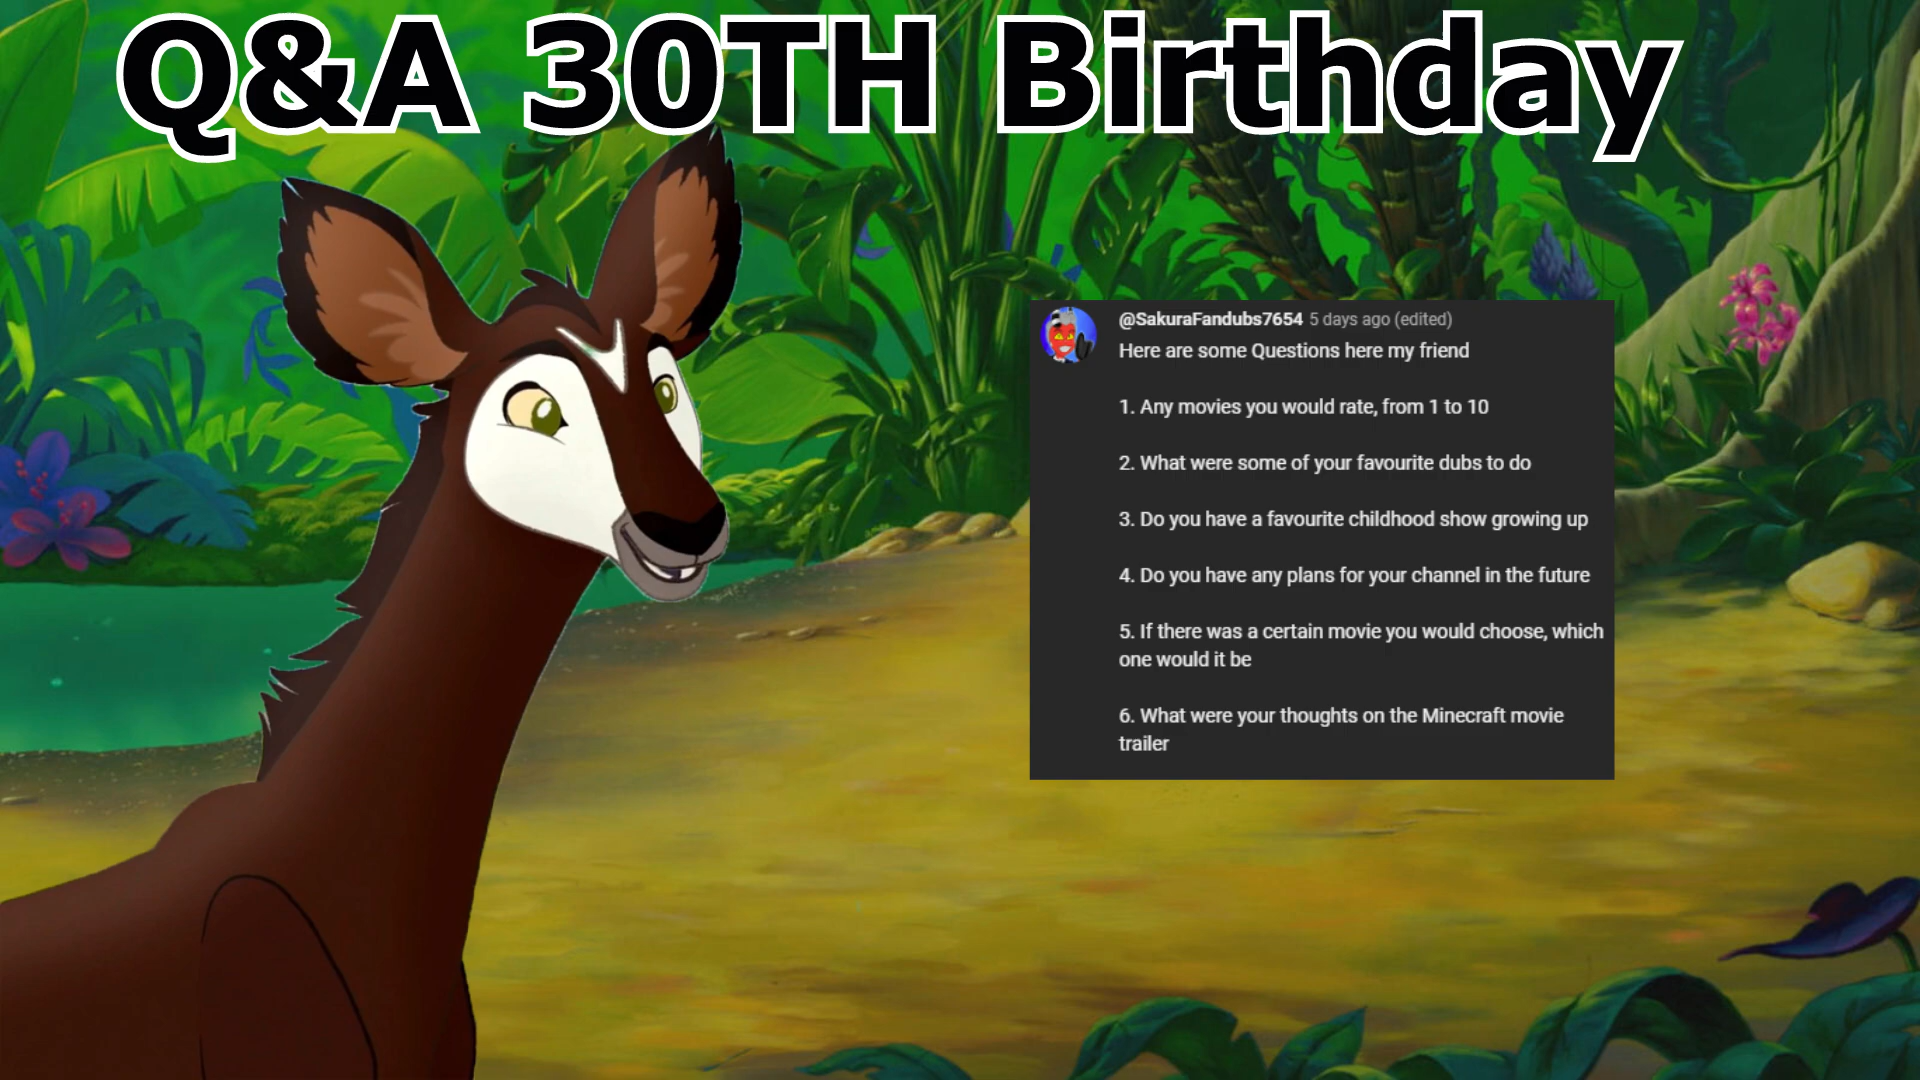 Q&A 30TH Birthday
@SakuraFandubs7654 5 days ago (edited)
Here are some Questions here my friend
1. Any movies you would rate, from 1 to 10
2. What were some of your favourite dubs to do
3. Do you have a favourite childhood show growing up
4. Do you have any plans for your channel in the future
5. If there was a certain movie you would choose, which
one would it be
6. What were your thoughts on the Minecraft movie
trailer